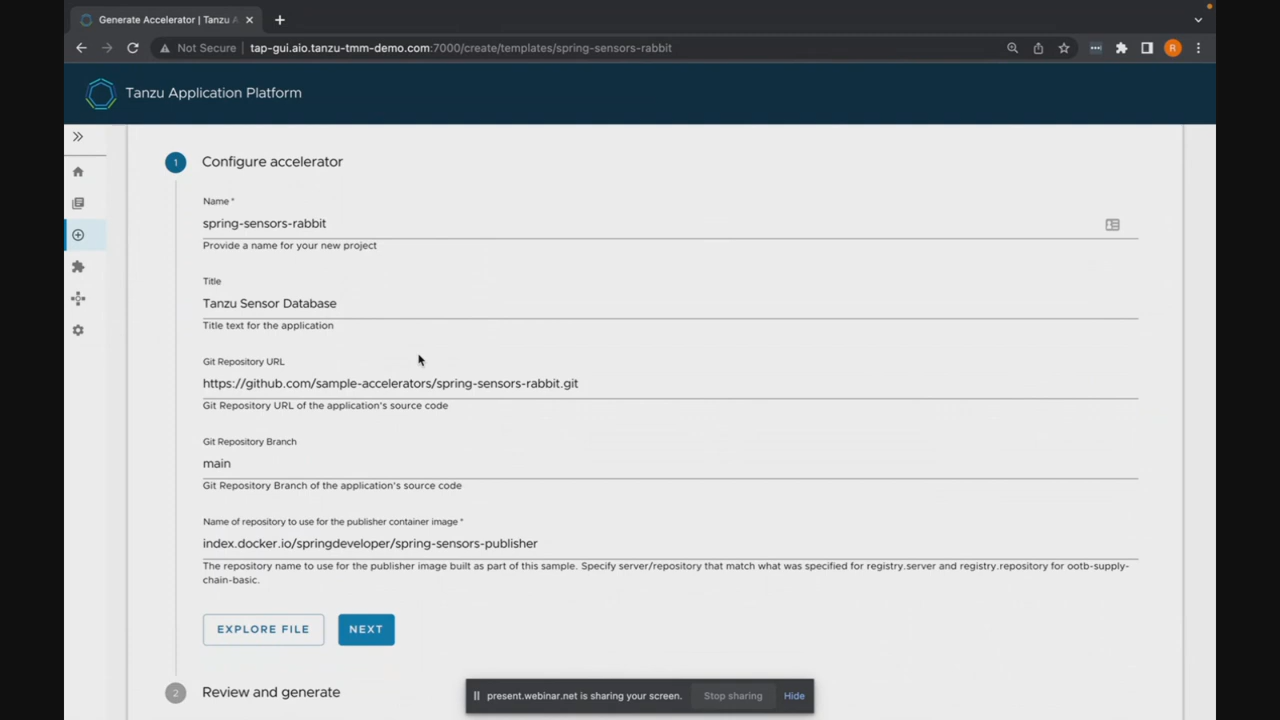 Generate Accelerator | Tanzu A
Not Secure | tap-gui.aio.tanzu-tmm-demo.com:7000/create/templates/spring-sensors-rabbit
R
Tanzu Application Platform
1 Configure accelerator
Name *
spring-sensors-rabbit
Provide a name for your new project
Title
Tanzu Sensor Database
Title text for the application
Git Repository URL
https://github.com/sample-accelerators/spring-sensors-rabbit.git
Git Repository URL of the application's source code
Git Repository Branch
main
Git Repository Branch of the application's source code
Name of repository to use for the publisher container image *
index.docker.io/springdeveloper/spring-sensors-publisher
The repository name to use for the publisher image built as part of this sample. Specify server/repository that match what was specified for registry.server and registry.repository for ootb-supply-
chain-basic.
EXPLORE FILE NEXT
2 Review and generate
present.webinar.net is sharing your screen. Stop sharing Hide